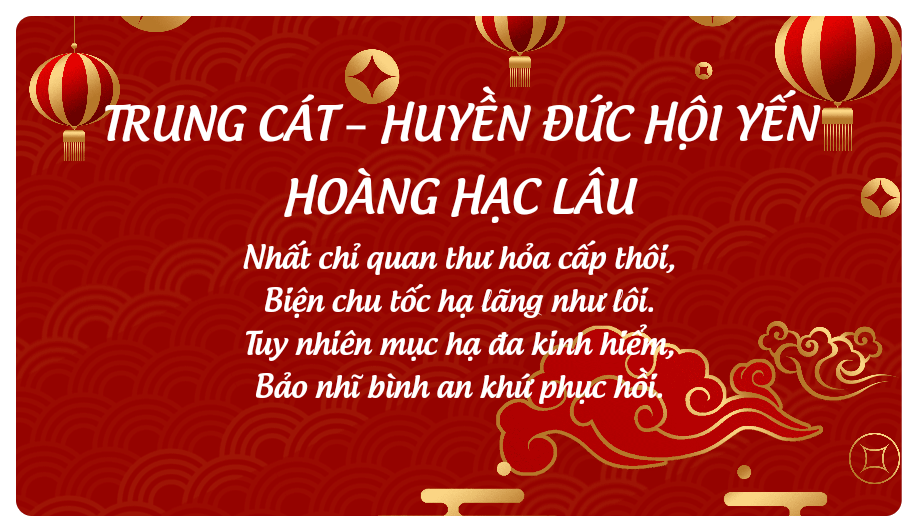 TRUNG CÁT – HUYỀN ĐỨC HỘI YẾN
HOÀNG HẠC LÂU
Nhất chỉ quan thư hỏa cấp thôi,
Biện chu tốc hạ lãng như lôi.
Tuy nhiên mục hạ đa kinh hiểm,
Bảo nhĩ bình an khứ phục hồi.